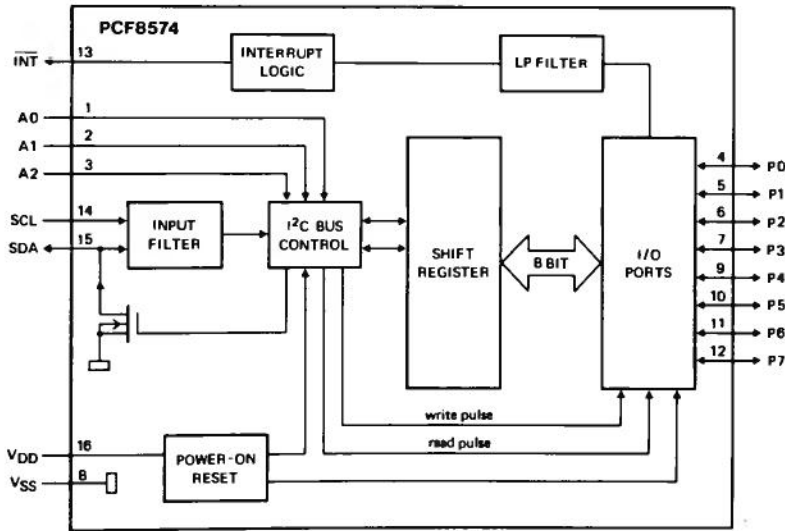 PCF8574
INT
13
INTERRUPT
LOGIC
LP FILTER
A0
1
A1
2
A2
3
SCL
14
SDA
15
INPUT
FILTER
I²C BUS
CONTROL
SHIFT
REGISTER
8 BIT
I/O
PORTS
4
P0
5
P1
6
P2
7
P3
9
P4
10
P5
11
P6
12
P7
write pulse
read pulse
VDD
16
VSS
8
POWER-ON
RESET